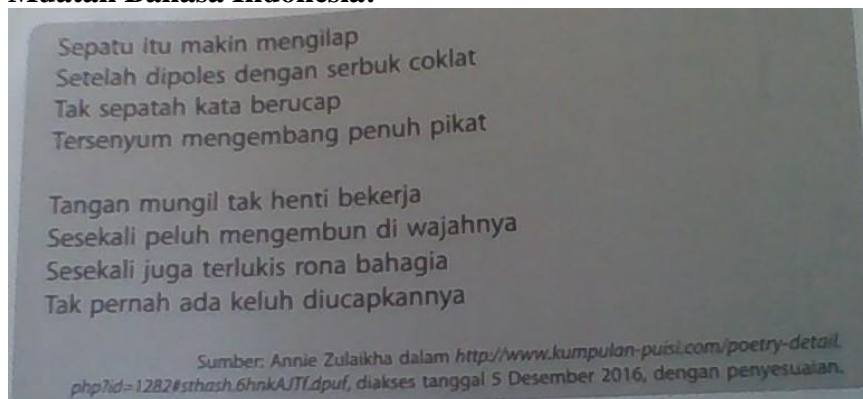 Sepatu itu makin mengilap
Setelah dipoles dengan serbuk coklat
Tak sepatah kata berucap
Tersenyum mengembang penuh pikat
Tangan mungil tak henti bekerja
Sesekali peluh mengembun di wajahnya
Sesekali juga terlukis rona bahagia
Tak pernah ada keluh diucapkannya
Sumber: Annie Zulaikha dalam http://www.kumpulan-puisi.com/poetry-detail.
php?id=1282#sthash.6hnkAJTf.dpuf, diakses tanggal 5 Desember 2016, dengan penyesuaian.